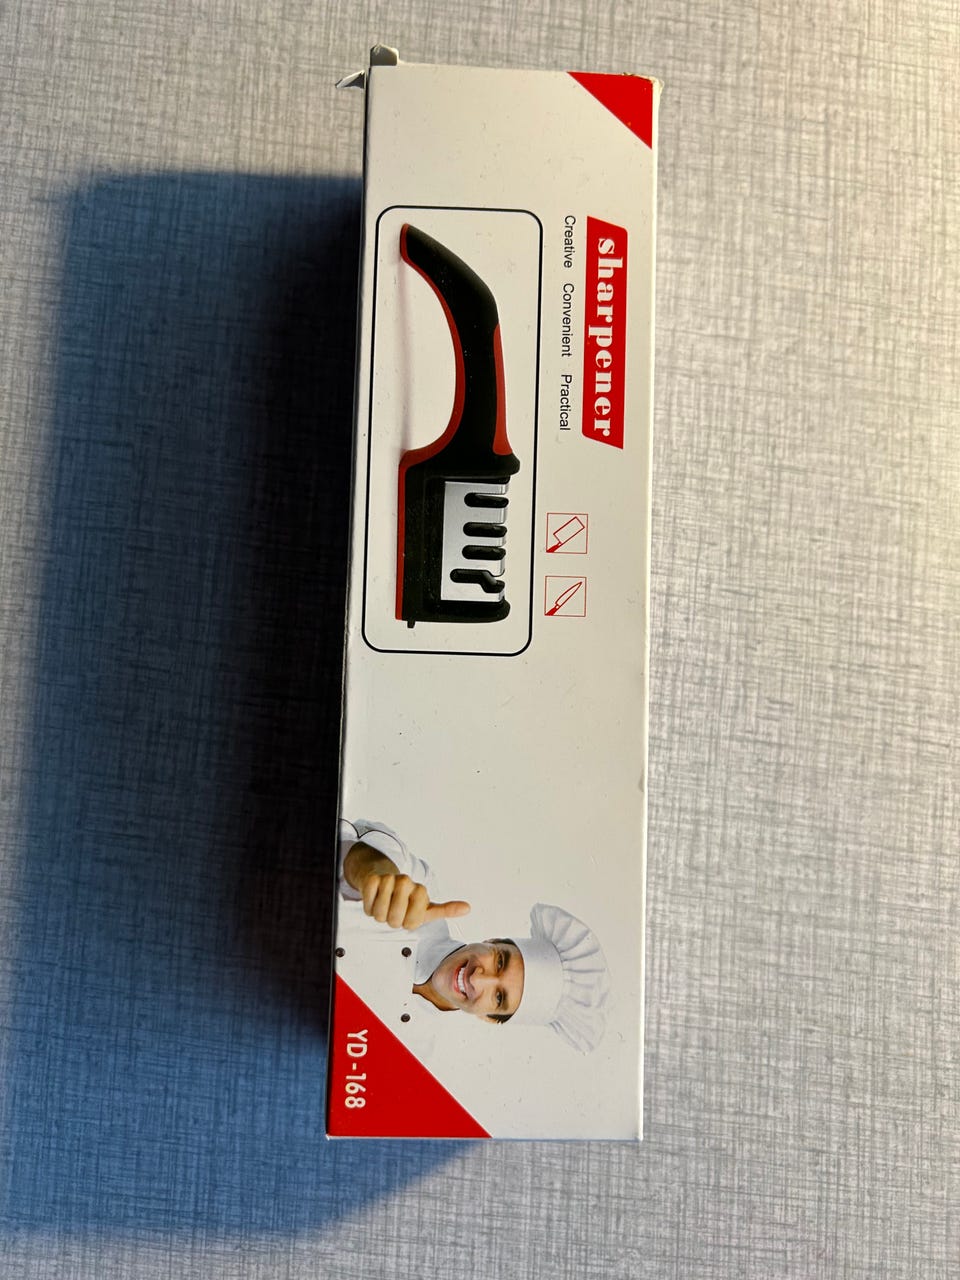 sharpener
Creative Convenient Practical
YD-168